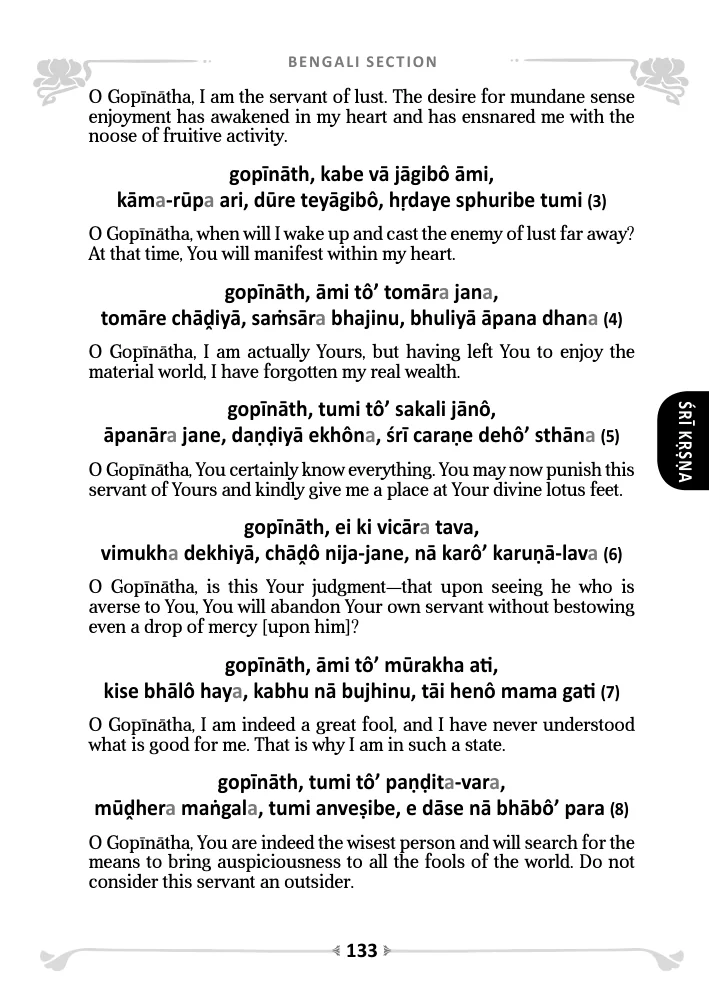 BENGALI SECTION
O Gopīnātha, I am the servant of lust. The desire for mundane sense
enjoyment has awakened in my heart and has ensnared me with the
noose of fruitive activity.
gopīnāth, kabe vā jāgibô āmi,
kāma-rūpa ari, dūre teyāgibô, hṛdaye sphuribe tumi (3)
O Gopīnātha, when will I wake up and cast the enemy of lust far away?
At that time, You will manifest within my heart.
gopīnāth, āmi tô’ tomāra jana,
tomāre chāḓiyā, saṁsāra bhajinu, bhuliyā āpana dhana (4)
O Gopīnātha, I am actually Yours, but having left You to enjoy the
material world, I have forgotten my real wealth.
gopīnāth, tumi tô’ sakali jānô,
āpanāra jane, daṇḍiyā ekhôna, śrī caraṇe dehô’ sthāna (5)
O Gopīnātha, You certainly know everything. You may now punish this
servant of Yours and kindly give me a place at Your divine lotus feet.
gopīnāth, ei ki vicāra tava,
vimukha dekhiyā, chāḓô nija-jane, nā karô’ karuṇā-lava (6)
O Gopīnātha, is this Your judgment—that upon seeing he who is
averse to You, You will abandon Your own servant without bestowing
even a drop of mercy [upon him]?
gopīnāth, āmi tô’ mūrakha ati,
kise bhālô haya, kabhu nā bujhinu, tāi henô mama gati (7)
O Gopīnātha, I am indeed a great fool, and I have never understood
what is good for me. That is why I am in such a state.
gopīnāth, tumi tô’ paṇḍita-vara,
mūḓhera maṅgala, tumi anveṣibe, e dāse nā bhābô’ para (8)
O Gopīnātha, You are indeed the wisest person and will search for the
means to bring auspiciousness to all the fools of the world. Do not
consider this servant an outsider.
ŚRĪ KṚṢṆA
133